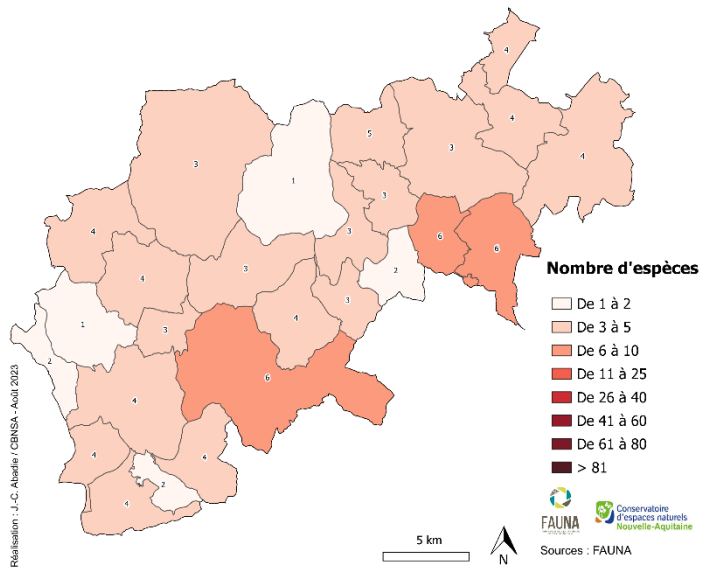 4
4
5
3
4
3
1
3
4
3
6
6
4
3
2
4
3
1
4
3
2
6
4
4
4
2
4
Nombre d'espèces
De 1 à 2
De 3 à 5
De 6 à 10
De 11 à 25
De 26 à 40
De 41 à 60
De 61 à 80
> 81
FAUNA
Conservatoire
d'espaces naturels
Nouvelle-Aquitaine
5 km
N
Sources : FAUNA
Réalisation : J.-C. Abadie / CBNSA - Août 2023